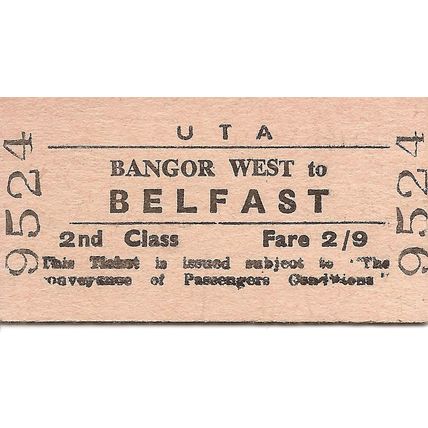 UTA
BANGOR WEST to
BELFAST
2nd Class Fare 2/9
This Ticket is issued subject to "The
onveyance of Passengers Conditions"
9524
9524